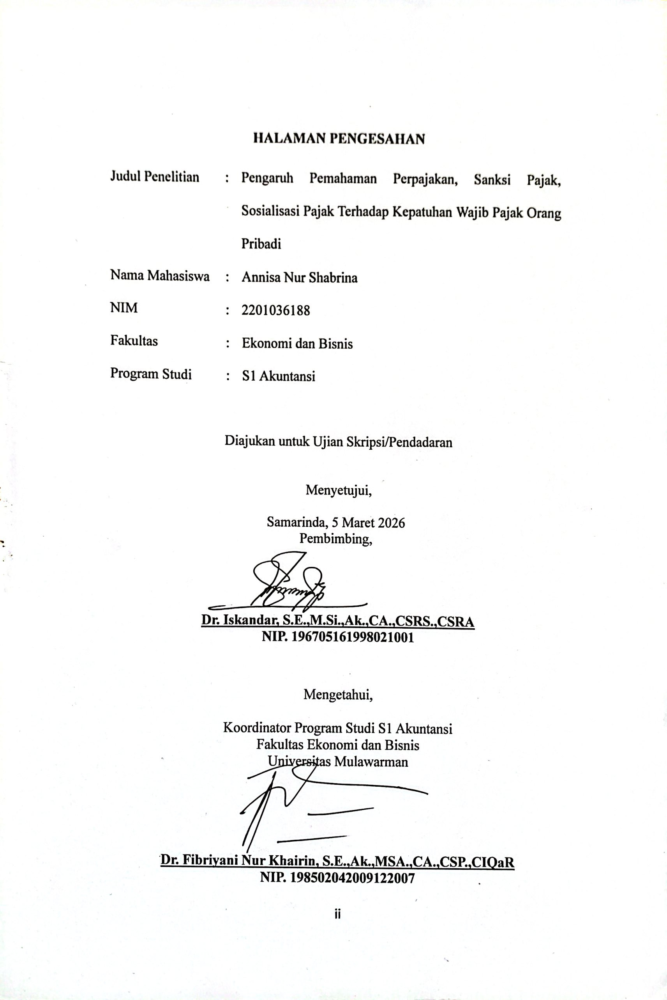 HALAMAN PENGESAHAN
Judul Penelitian : Pengaruh Pemahaman Perpajakan, Sanksi Pajak,
Sosialisasi Pajak Terhadap Kepatuhan Wajib Pajak Orang
Pribadi
Nama Mahasiswa : Annisa Nur Shabrina
NIM : 2201036188
Fakultas : Ekonomi dan Bisnis
Program Studi : S1 Akuntansi
Diajukan untuk Ujian Skripsi/Pendadaran
Menyetujui,
Samarinda, 5 Maret 2026
Pembimbing,
Dr. Iskandar, S.E.,M.Si.,Ak.,CA.,CSRS.,CSRA
NIP. 196705161998021001
Mengetahui,
Koordinator Program Studi S1 Akuntansi
Fakultas Ekonomi dan Bisnis
Universitas Mulawarman
Dr. Fibriyani Nur Khairin, S.E.,Ak.,MSA.,CA.,CSP.,CIQaR
NIP. 198502042009122007
ii